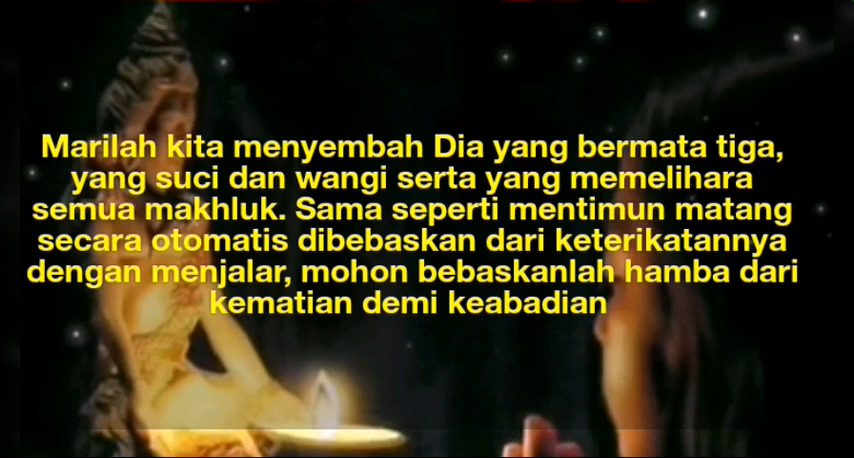 Marilah kita menyembah Dia yang bermata tiga,
yang suci dan wangi serta yang memelihara
semua makhluk. Sama seperti mentimun matang
secara otomatis dibebaskan dari keterikatannya
dengan menjalar, mohon bebaskanlah hamba dari
kematian demi keabadian